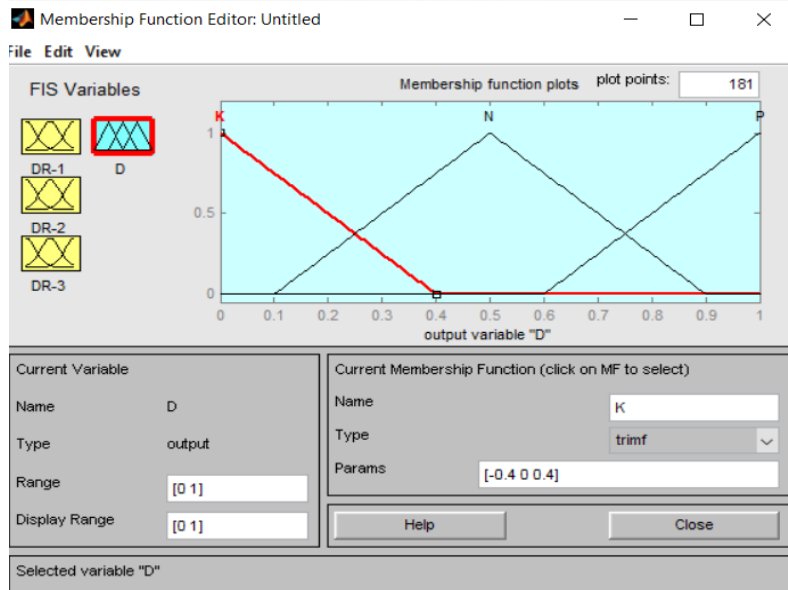 Membership Function Editor: Untitled
File Edit View
FIS Variables
Membership function plots plot points: 181
DR-1 D
DR-2
DR-3
K N P
1
0.5
0
0 0.1 0.2 0.3 0.4 0.5 0.6 0.7 0.8 0.9 1
output variable "D"
Current Variable
Name D
Type output
Range [0 1]
Display Range [0 1]
Current Membership Function (click on MF to select)
Name K
Type trimf
Params [-0.4 0 0.4]
Help Close
Selected variable "D"